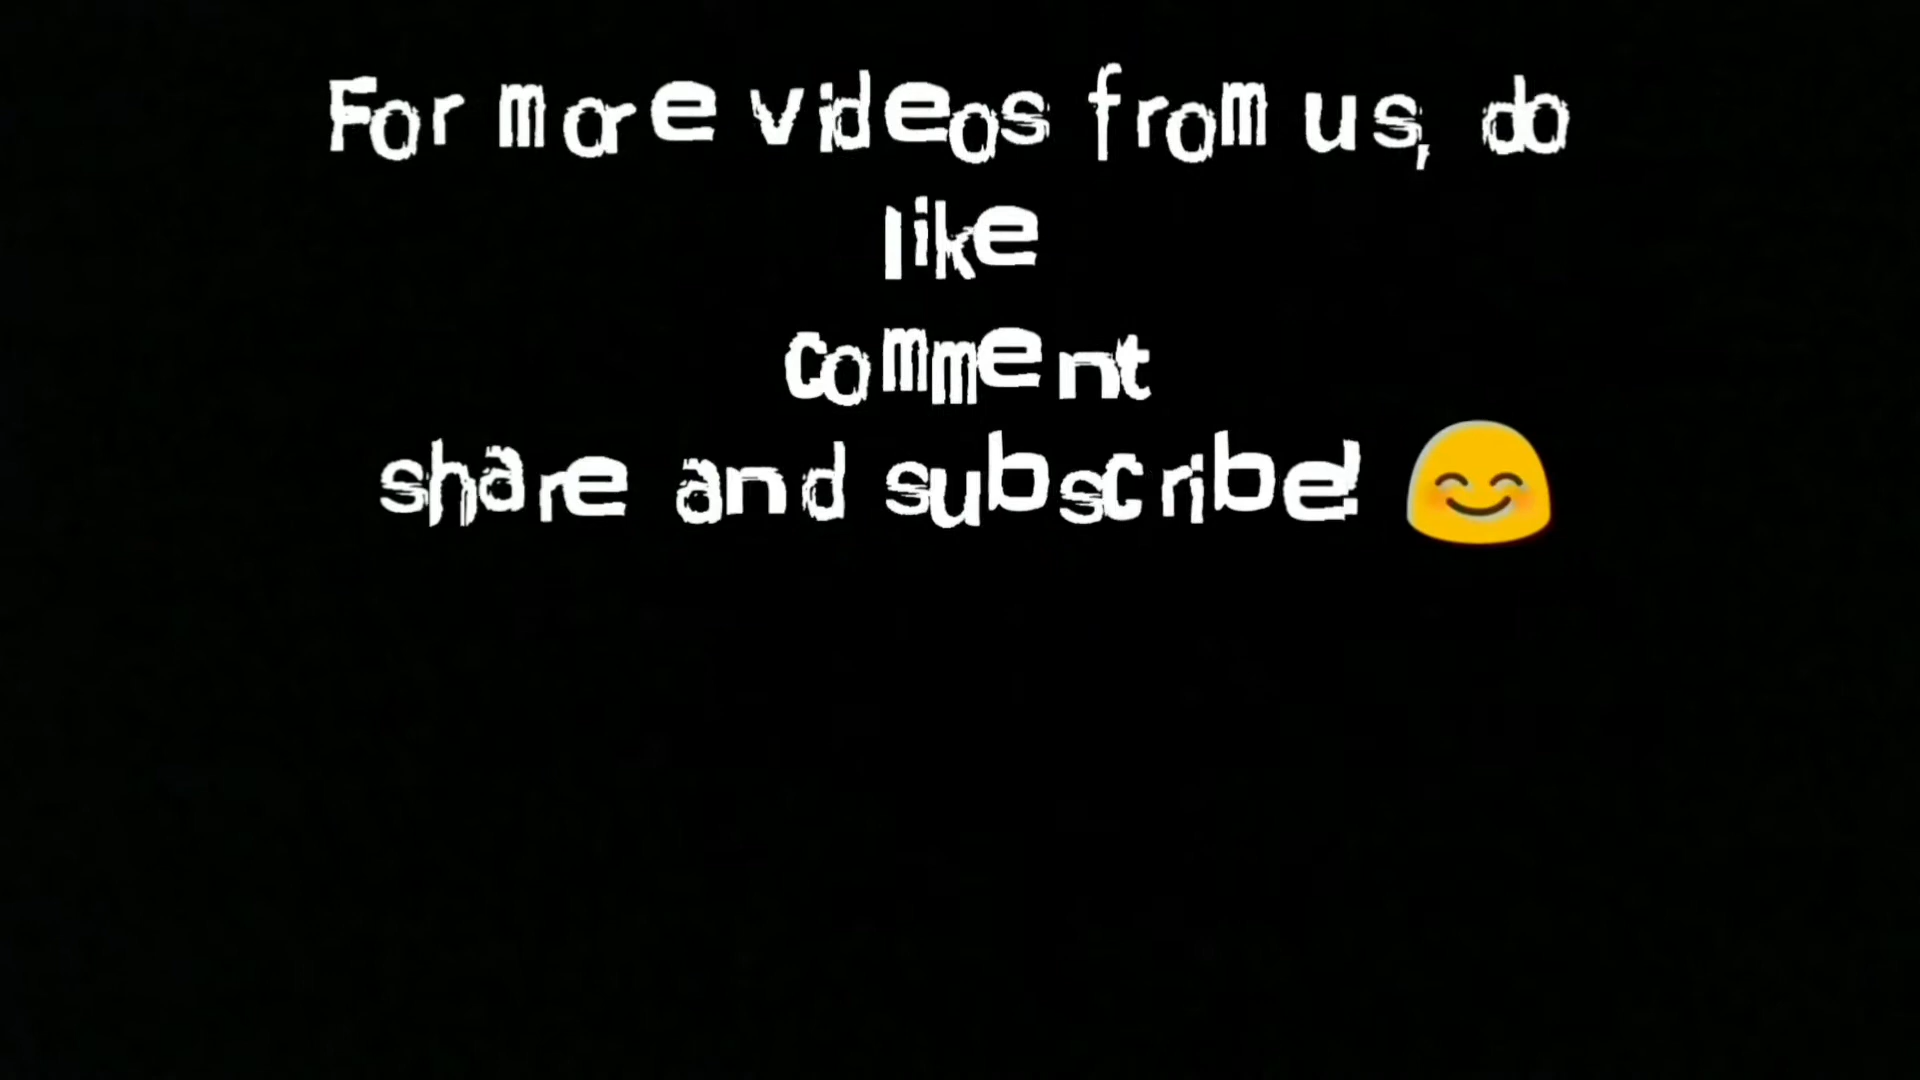 For more videos from us, do
like
comment
share and subscribe! 😊